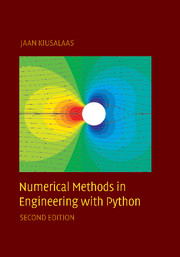 JAAN KIUSALAAS
Numerical Methods in
Engineering with Python
SECOND EDITION